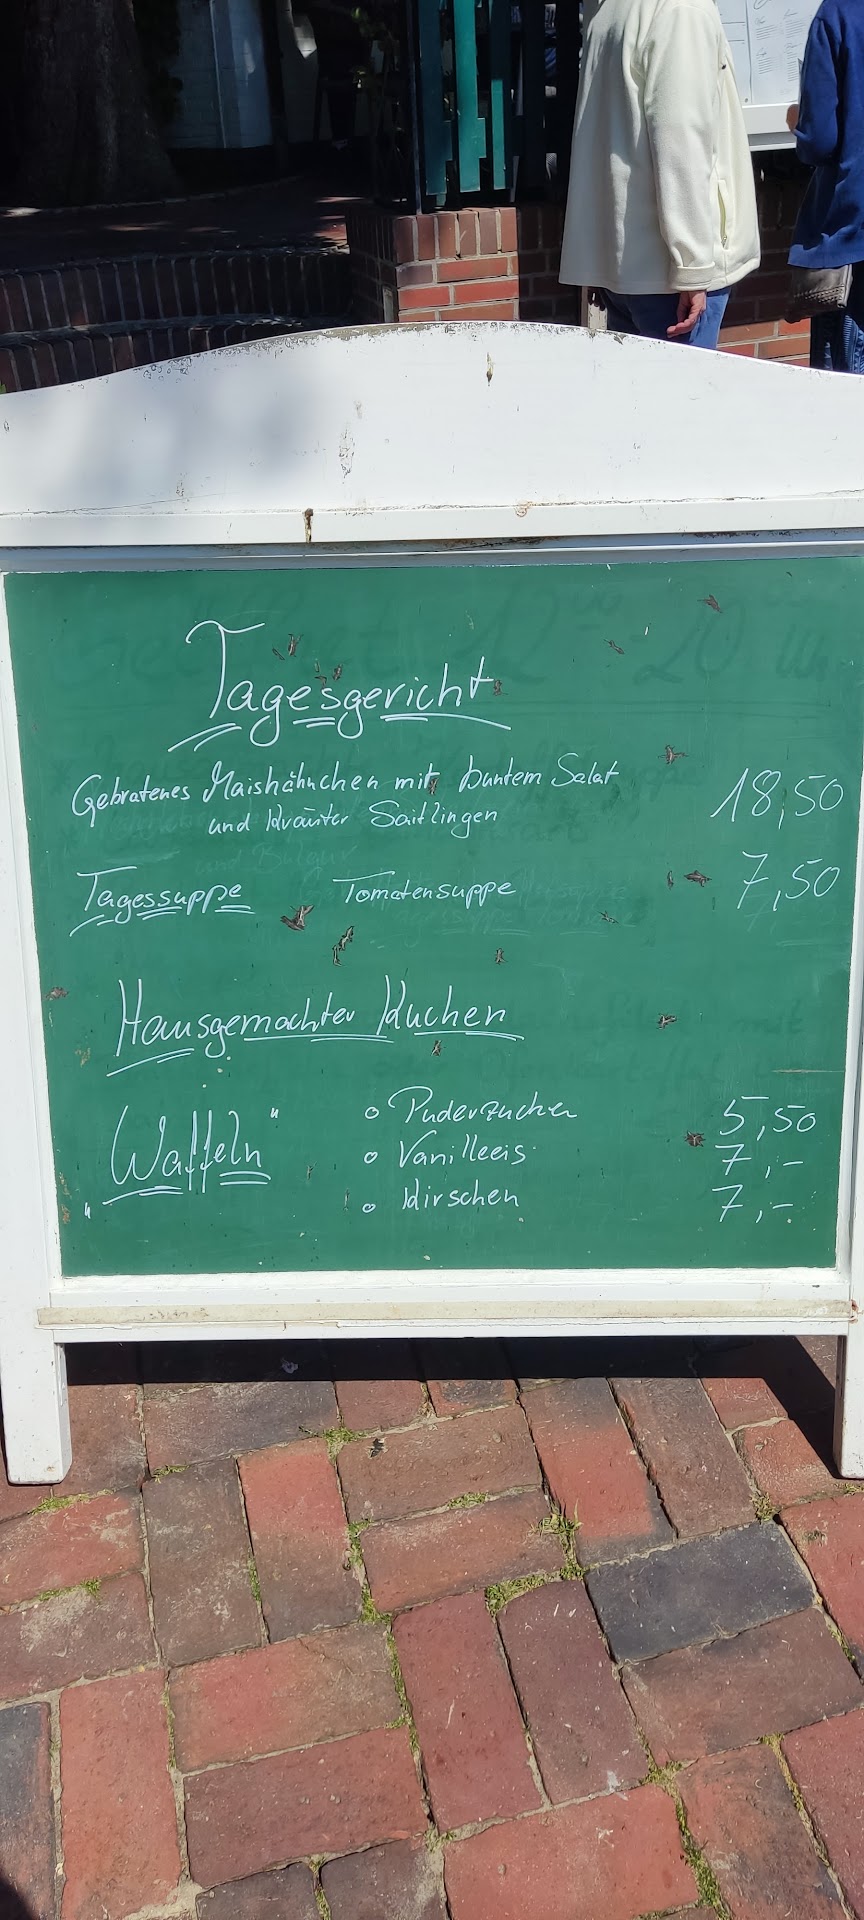 Tagesgericht
Gebratenes Maishähnchen mit buntem Salat 18,50
und Kräuter Saitlingen
Tagessuppe Tomatensuppe 7,50
Hausgemachter Kuchen
"Waffeln" o Puderzucker 5,50
o Vanilleeis 7,-
o Kirschen 7,-